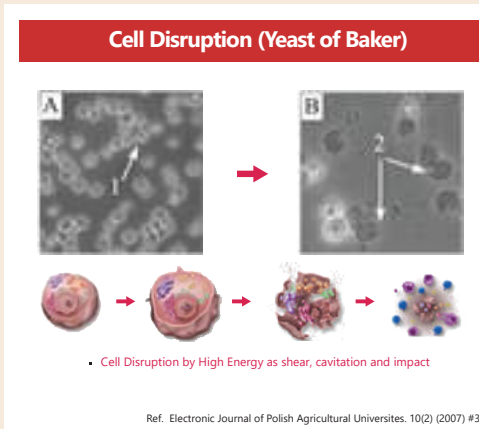 Cell Disruption (Yeast of Baker)
A
B
1
2
▪ Cell Disruption by High Energy as shear, cavitation and impact
Ref. Electronic Journal of Polish Agricultural Universites. 10(2) (2007) #3